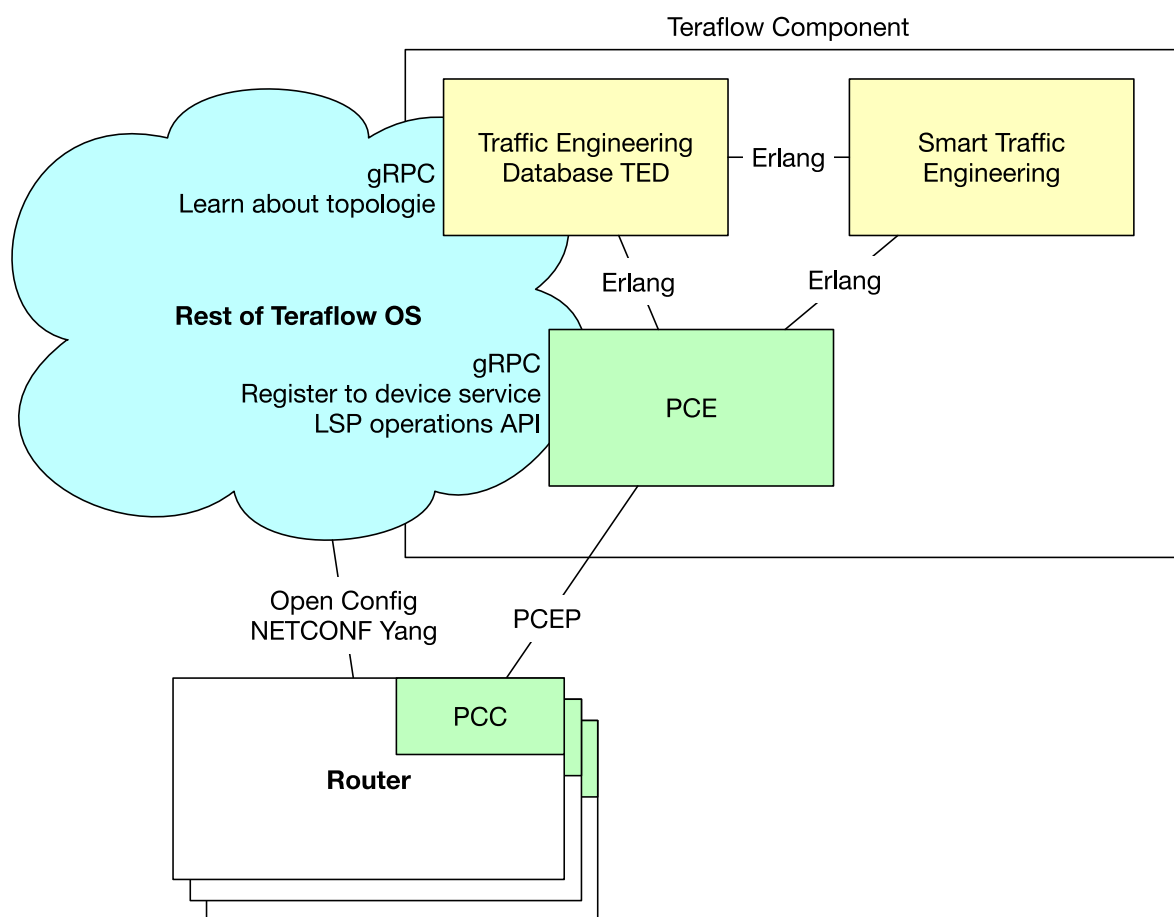 Teraflow Component
Traffic Engineering
Database TED
Erlang
Smart Traffic
Engineering
gRPC
Learn about topologie
Erlang
Erlang
Rest of Teraflow OS
gRPC
Register to device service
LSP operations API
PCE
Open Config
NETCONF Yang
PCEP
PCC
Router